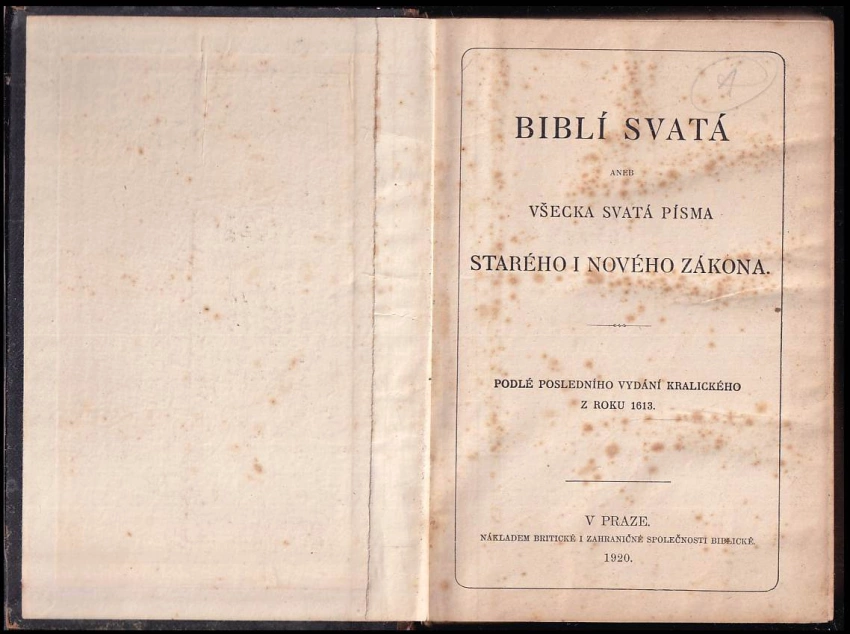 BIBLÍ SVATÁ
ANEB
VŠECKA SVATÁ PÍSMA
STARÉHO I NOVÉHO ZÁKONA.
PODLÉ POSLEDNÍHO VYDÁNÍ KRALICKÉHO
Z ROKU 1613.
V PRAZE.
NÁKLADEM BRITICKÉ I ZAHRANIČNÉ SPOLEČNOSTI BIBLICKÉ.
1920.